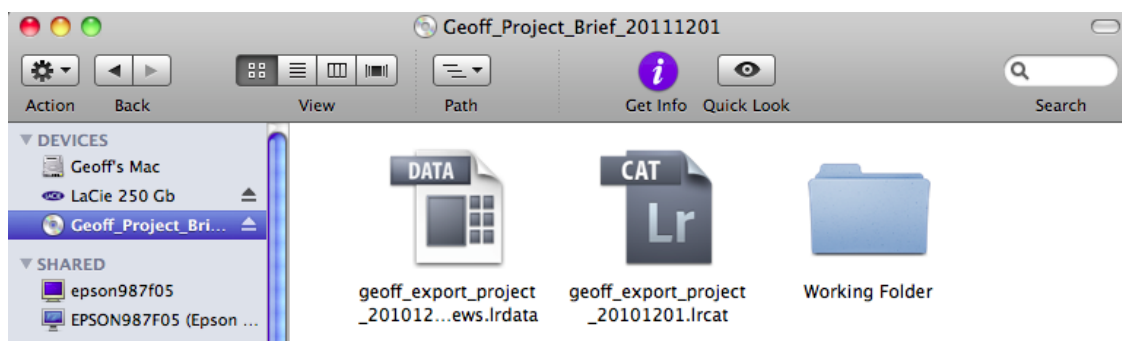 Geoff_Project_Brief_20111201
Action
Back
View
Path
Get Info
Quick Look
Search
DEVICES
Geoff's Mac
LaCie 250 Gb
Geoff_Project_Bri...
SHARED
epson987f05
EPSON987F05 (Epson ...
DATA
geoff_export_project
_201012...ews.lrdata
CAT
Lr
geoff_export_project
_20101201.lrcat
Working Folder